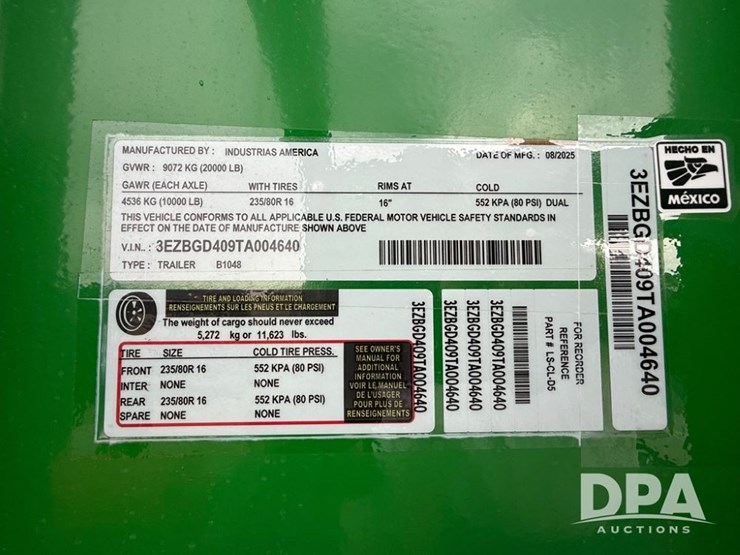 MANUFACTURED BY : INDUSTRIAS AMERICA DATE OF MFG. : 08/2025
GVWR : 9072 KG (20000 LB)
GAWR (EACH AXLE) WITH TIRES RIMS AT COLD
4536 KG (10000 LB) 235/80R 16 16" 552 KPA (80 PSI) DUAL
THIS VEHICLE CONFORMS TO ALL APPLICABLE U.S. FEDERAL MOTOR VEHICLE SAFETY STANDARDS IN
EFFECT ON THE DATE OF MANUFACTURE SHOWN ABOVE
V.I.N.. : 3EZBGD409TA004640
TYPE : TRAILER B1048
HECHO EN
MÉXICO
3EZBGD409TA004640
TIRE AND LOADING INFORMATION
RENSEIGNEMENTS SUR LES PNEUS ET LE CHARGEMENT
The weight of cargo should never exceed
5,272 kg or 11,623 lbs.
TIRE SIZE COLD TIRE PRESS.
FRONT 235/80R 16 552 KPA (80 PSI)
INTER NONE NONE
REAR 235/80R 16 552 KPA (80 PSI)
SPARE NONE NONE
SEE OWNER'S
MANUAL FOR
ADDITIONAL
INFORMATION
VOIR LE MANUEL
DE L'USAGER
POUR PLUS DE
RENSEIGNEMENTS
3EZBGD409TA004640
3EZBGD409TA004640
3EZBGD409TA004640
3EZBGD409TA004640
FOR REORDER
REFERENCE
PART # LS-CL-D5
DPA
AUCTIONS